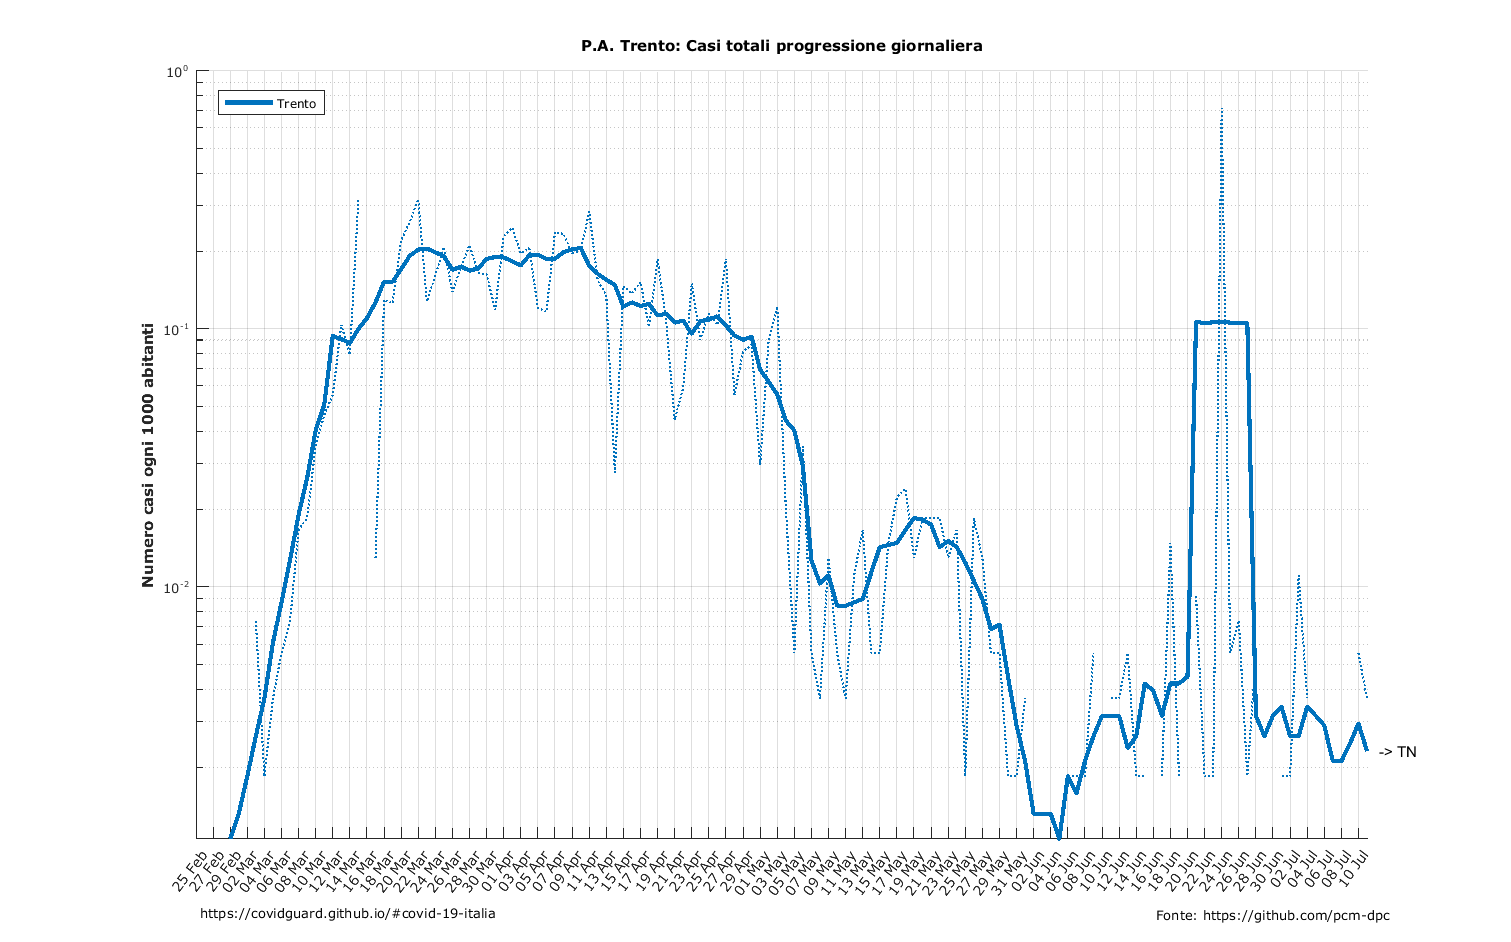 P.A. Trento: Casi totali progressione giornaliera
10⁰
Trento
10⁻¹
10⁻²
Numero casi ogni 1000 abitanti
-> TN
25 Feb
27 Feb
29 Feb
02 Mar
04 Mar
06 Mar
08 Mar
10 Mar
12 Mar
14 Mar
16 Mar
18 Mar
20 Mar
22 Mar
24 Mar
26 Mar
28 Mar
30 Mar
01 Apr
03 Apr
05 Apr
07 Apr
09 Apr
11 Apr
13 Apr
15 Apr
17 Apr
19 Apr
21 Apr
23 Apr
25 Apr
27 Apr
29 Apr
01 May
03 May
05 May
07 May
09 May
11 May
13 May
15 May
17 May
19 May
21 May
23 May
25 May
27 May
29 May
31 May
02 Jun
04 Jun
06 Jun
08 Jun
10 Jun
12 Jun
14 Jun
16 Jun
18 Jun
20 Jun
22 Jun
24 Jun
26 Jun
28 Jun
30 Jun
02 Jul
04 Jul
06 Jul
08 Jul
10 Jul
https://covidguard.github.io/#covid-19-italia
Fonte: https://github.com/pcm-dpc